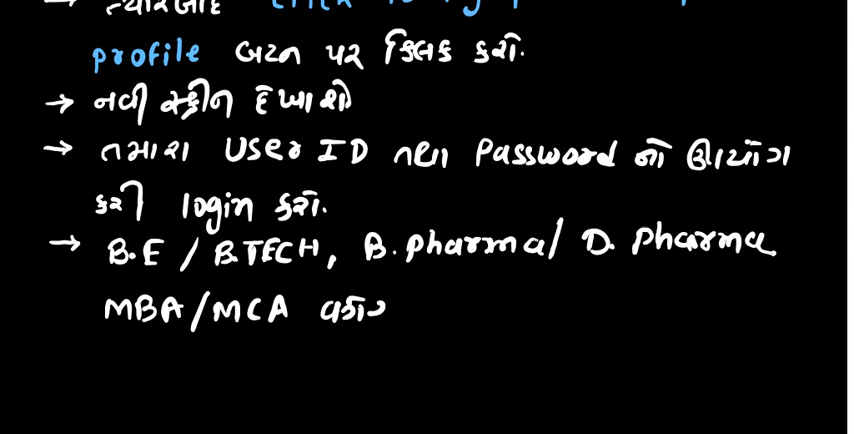 → ત્યારબાદ
profile બટન પર ક્લિક કરો.
→ નવી સ્ક્રીન દેખાશે
→ તમારા User ID તથા Password નો ઉપયોગ
કરી login કરો.
→ B.E / B.TECH, B. Pharma / D. Pharma
MBA/MCA